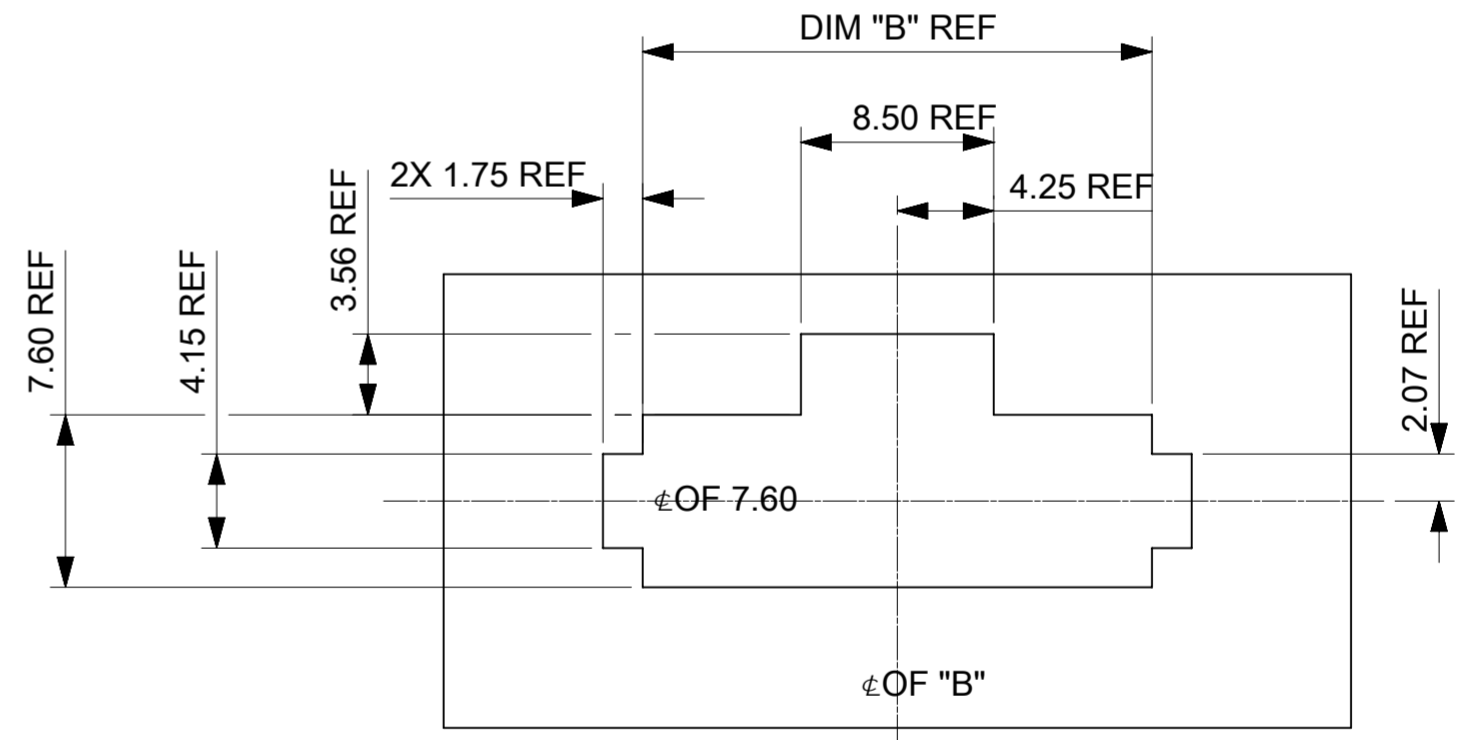 DIM "B" REF
8.50 REF
2X 1.75 REF
4.25 REF
3.56 REF
7.60 REF
4.15 REF
2.07 REF
℄OF 7.60
℄OF "B"